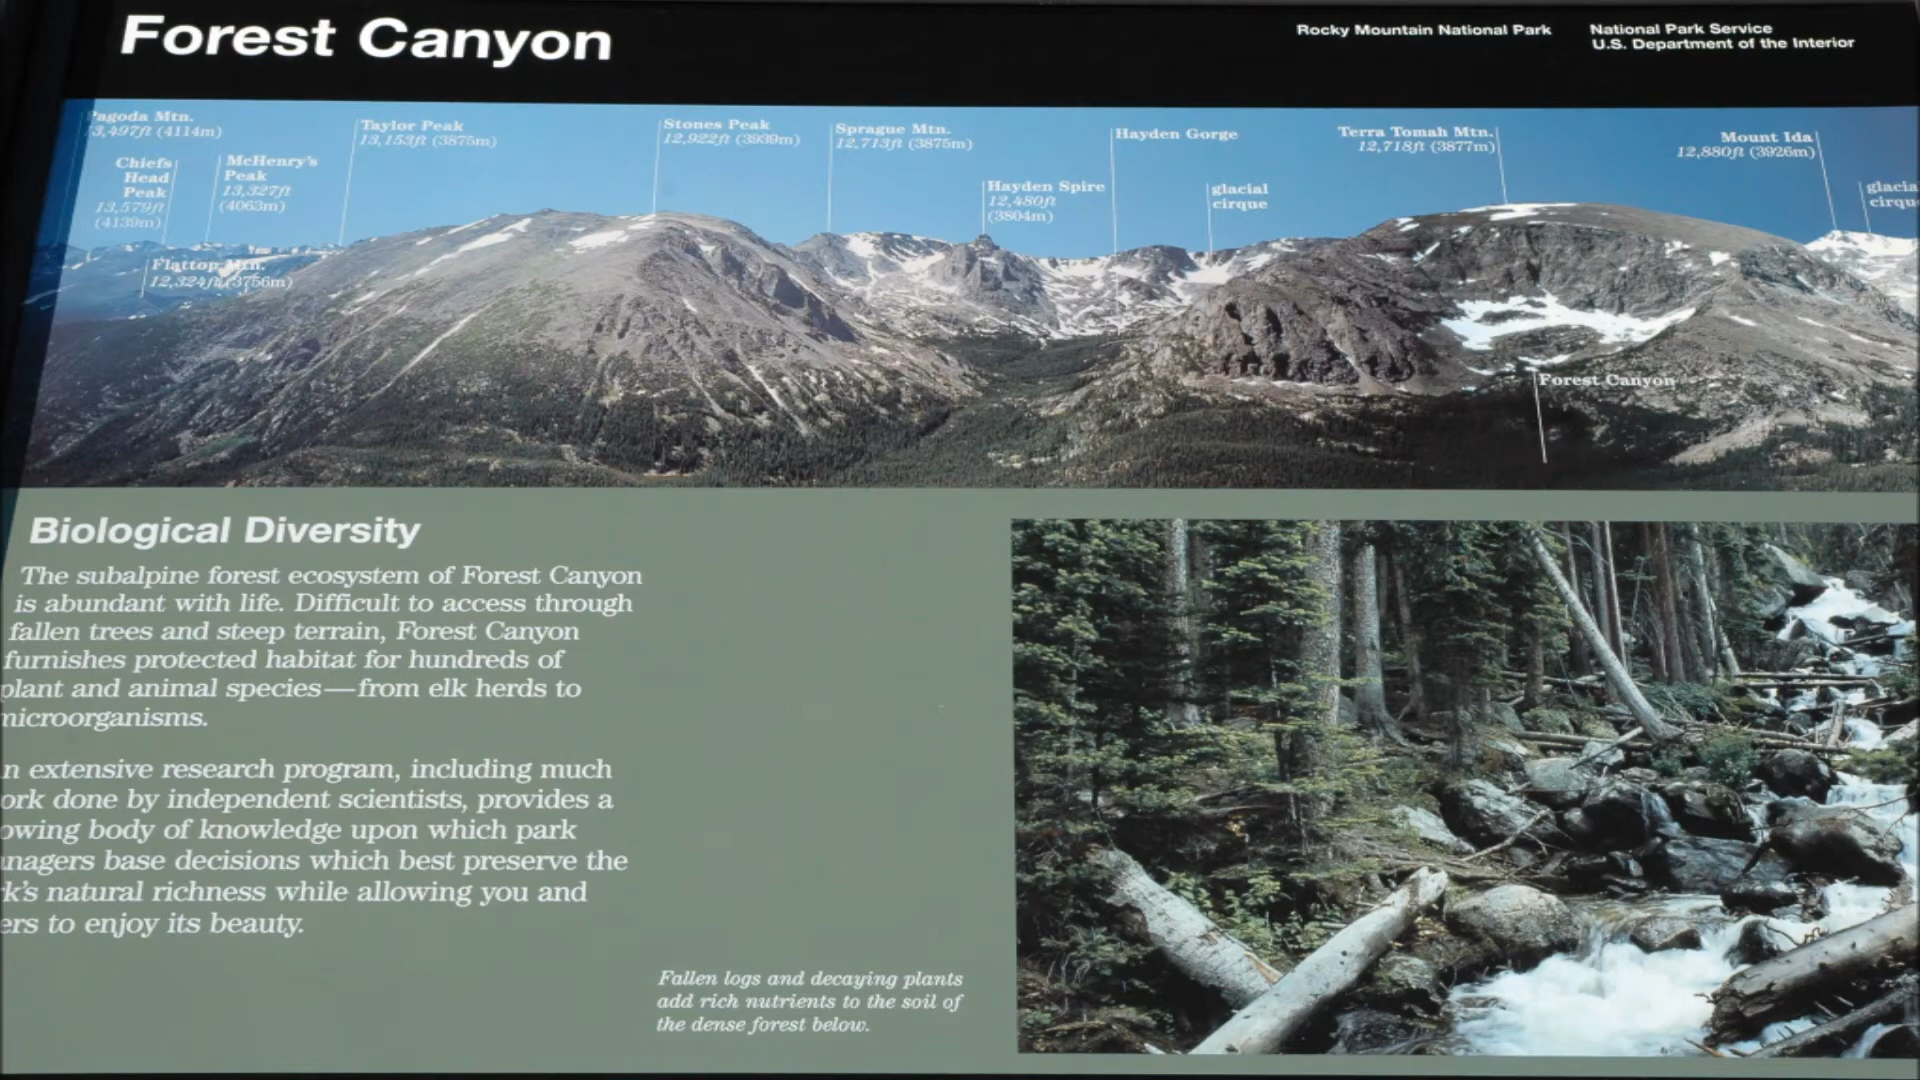 Forest Canyon
Rocky Mountain National Park
National Park Service
U.S. Department of the Interior
Pagoda Mtn.
13,497ft (4114m)
Chiefs
Head
Peak
13,579ft
(4139m)
McHenry's
Peak
13,327ft
(4063m)
Flattop Mtn.
12,324ft (3756m)
Taylor Peak
13,153ft (3875m)
Stones Peak
12,922ft (3939m)
Sprague Mtn.
12,713ft (3875m)
Hayden Spire
12,480ft
(3804m)
Hayden Gorge
glacial
cirque
Terra Tomah Mtn.
12,718ft (3877m)
Mount Ida
12,880ft (3926m)
glacia
cirqu
Forest Canyon
Biological Diversity
The subalpine forest ecosystem of Forest Canyon
is abundant with life. Difficult to access through
fallen trees and steep terrain, Forest Canyon
furnishes protected habitat for hundreds of
plant and animal species—from elk herds to
microorganisms.
n extensive research program, including much
ork done by independent scientists, provides a
owing body of knowledge upon which park
nagers base decisions which best preserve the
k's natural richness while allowing you and
ers to enjoy its beauty.
Fallen logs and decaying plants
add rich nutrients to the soil of
the dense forest below.